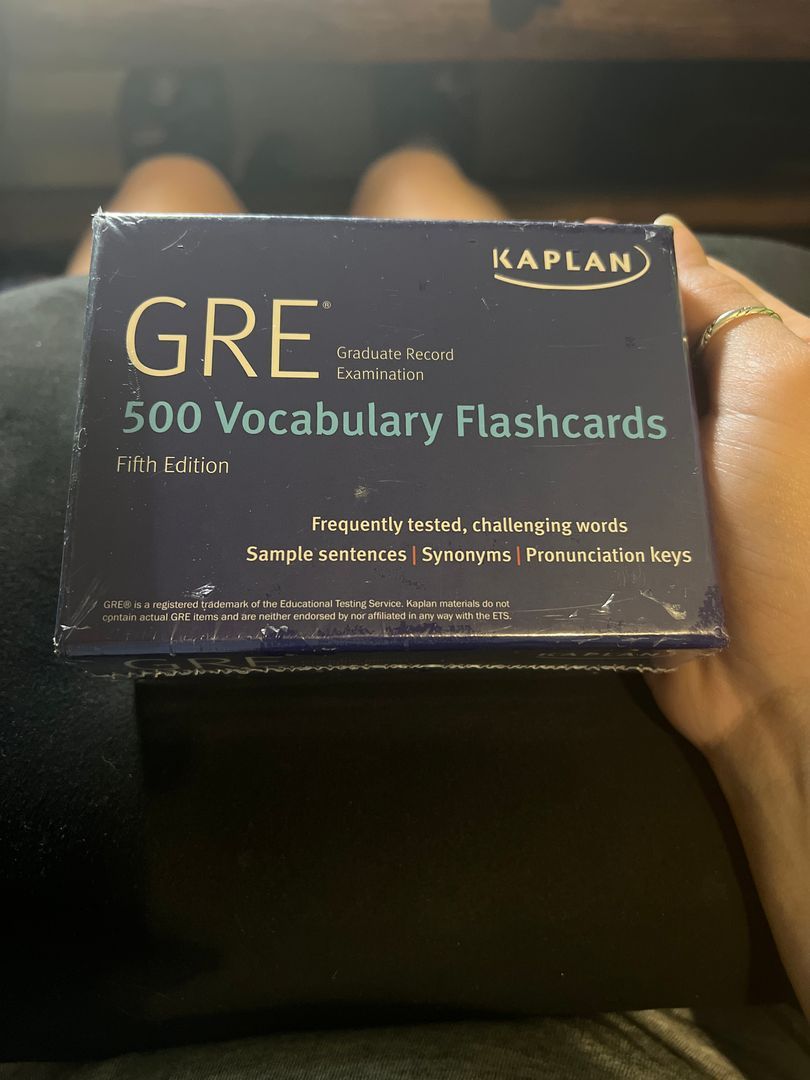 KAPLAN
GRE®
Graduate Record
Examination
500 Vocabulary Flashcards
Fifth Edition
Frequently tested, challenging words
Sample sentences | Synonyms | Pronunciation keys
GRE® is a registered trademark of the Educational Testing Service. Kaplan materials do not
contain actual GRE items and are neither endorsed by nor affiliated in any way with the ETS.
GRE
KAPLAN